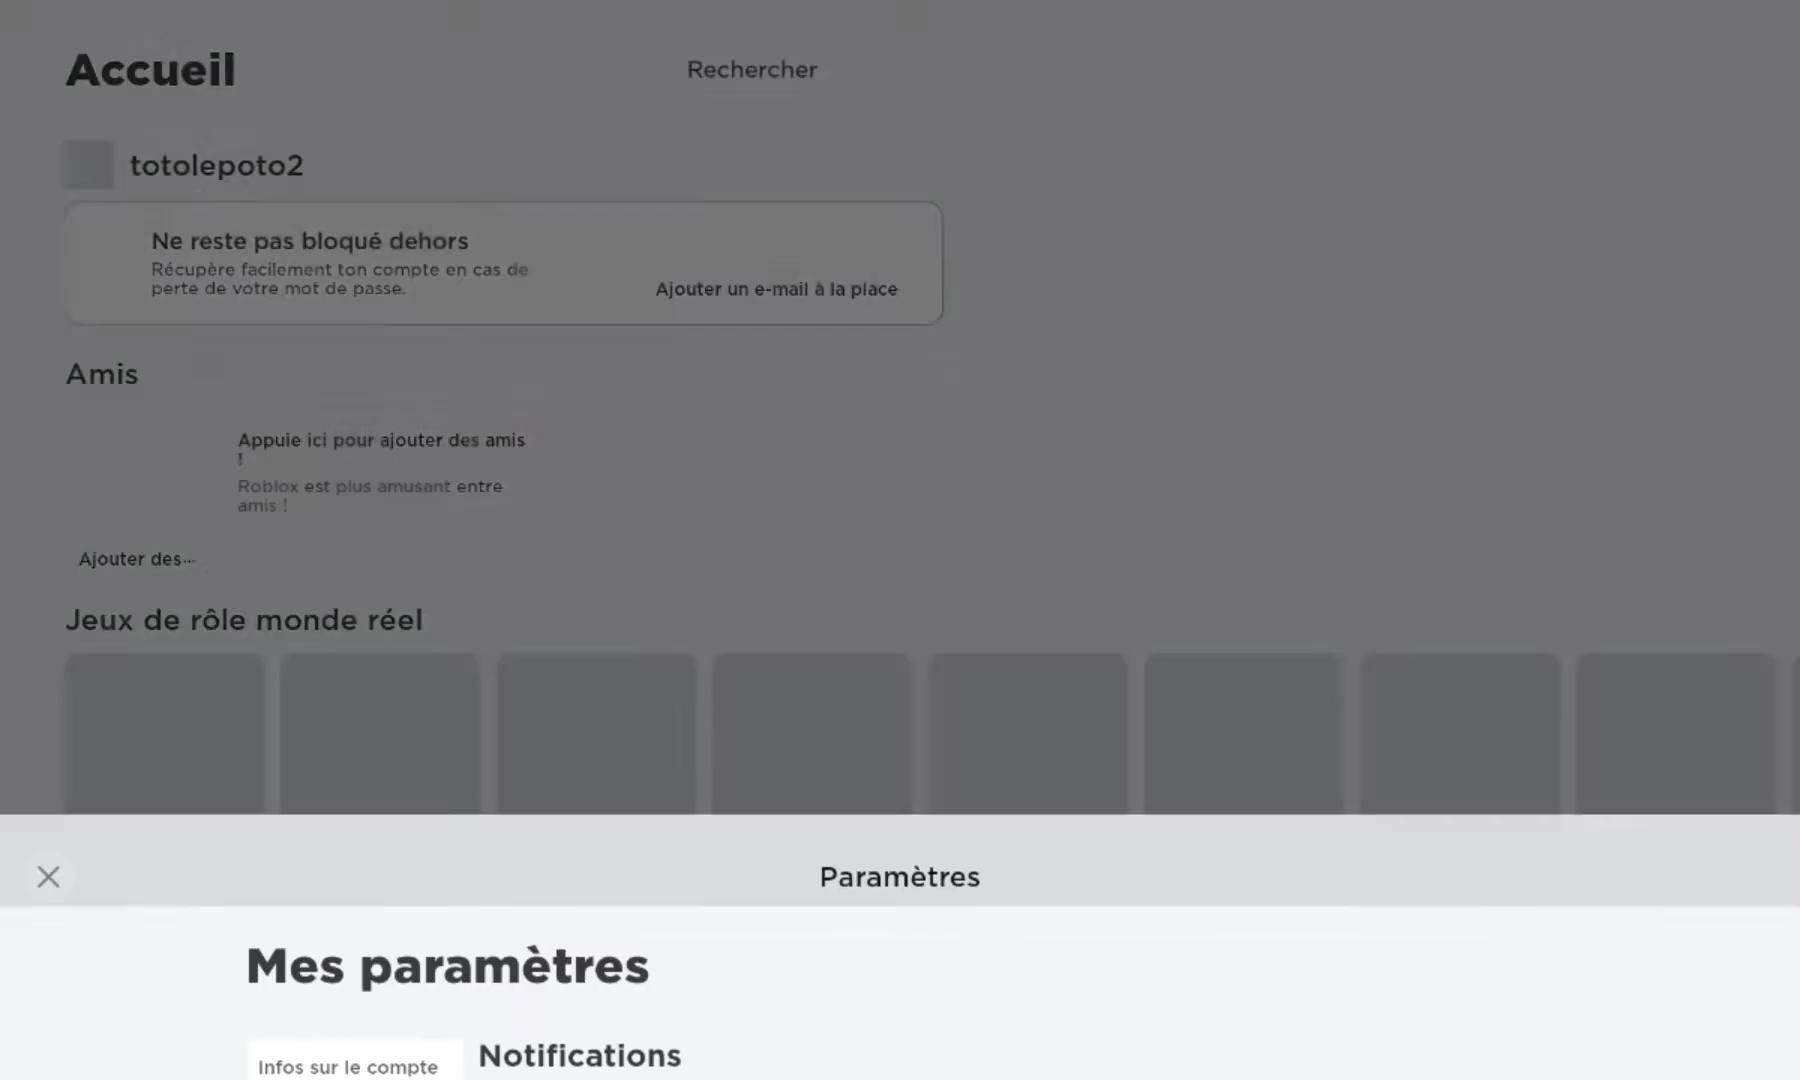 Accueil
Rechercher
totolepoto2
Ne reste pas bloqué dehors
Récupère facilement ton compte en cas de
perte de votre mot de passe.
Ajouter un e-mail à la place
Amis
Appuie ici pour ajouter des amis
!
Roblox est plus amusant entre
amis !
Ajouter des...
Jeux de rôle monde réel
Paramètres
Mes paramètres
Infos sur le compte
Notifications